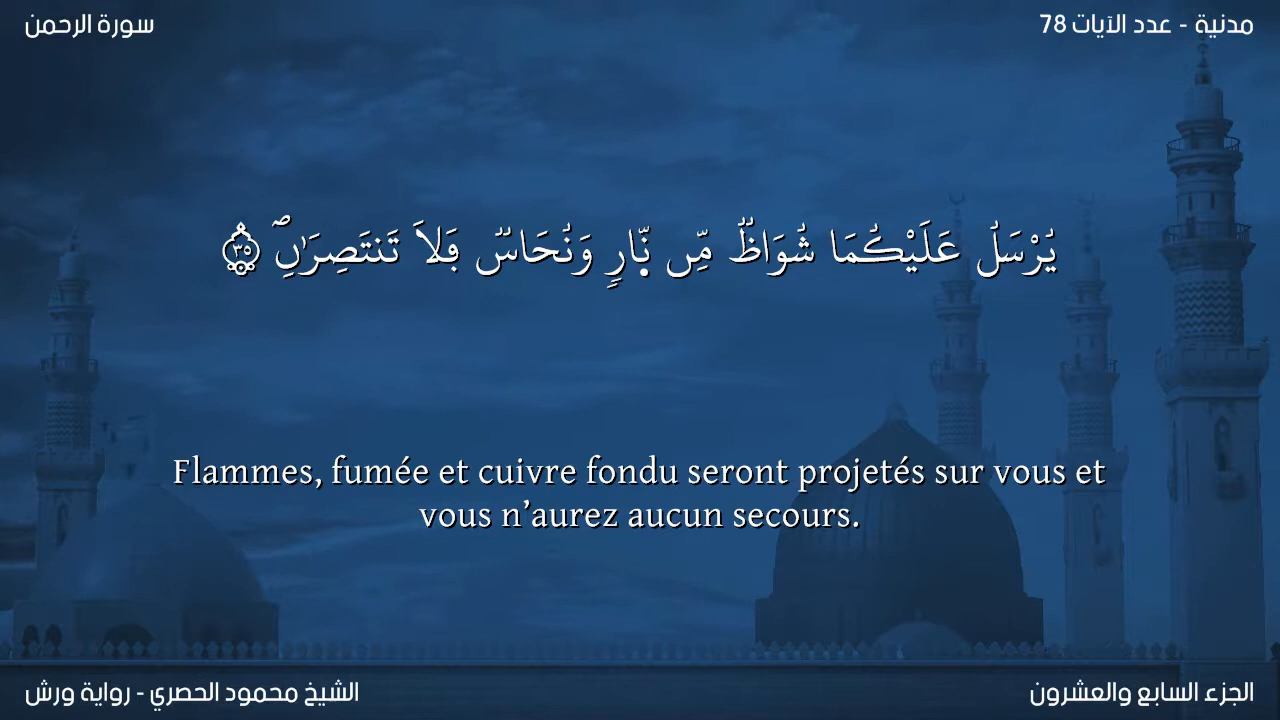 مدنية - عدد الآيات 78
سورة الرحمن
يُرْسَلُ عَلَيْكُمَا شُوَاظٌ مِّن نّ۪ارٍ وَنُحَاسٌ فَلَا تَنتَصِرَٰنِۖ ٣٥
Flammes, fumée et cuivre fondu seront projetés sur vous et
vous n’aurez aucun secours.
الجزء السابع والعشرون
الشيخ محمود الحصري - رواية ورش